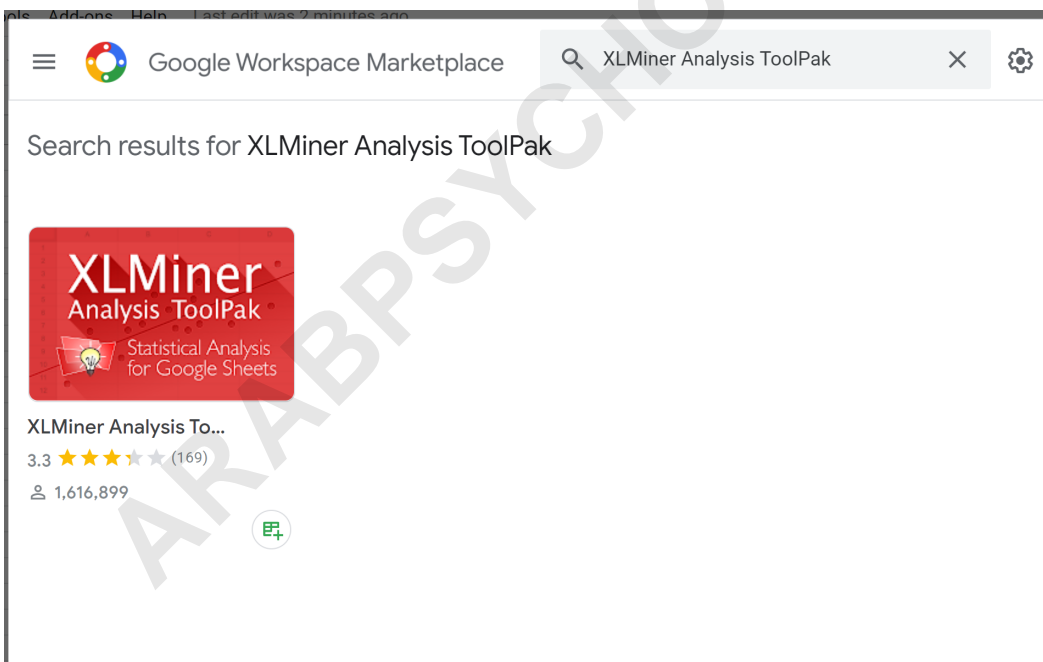 ols Add-ons Help Last edit was 2 minutes ago
Google Workspace Marketplace
XLMiner Analysis ToolPak
Search results for XLMiner Analysis ToolPak
XLMiner
Analysis ToolPak
Statistical Analysis
for Google Sheets
XLMiner Analysis To...
3.3 (169)
1,616,899
ARABPSYCHO